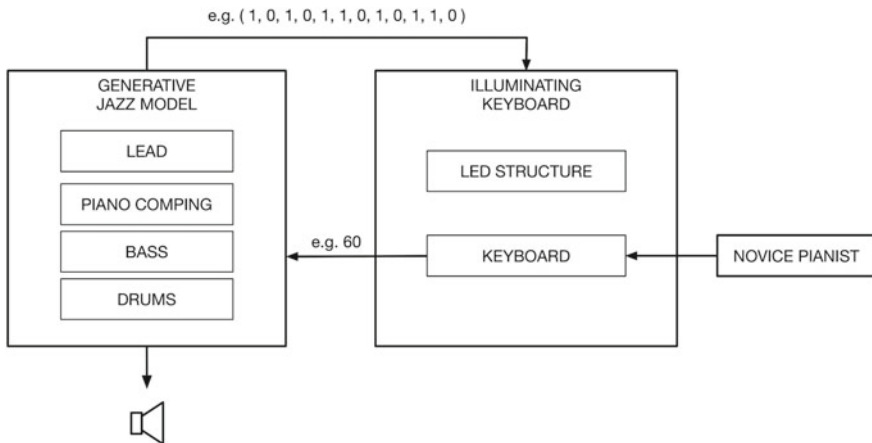 e.g. ( 1, 0, 1, 0, 1, 1, 0, 1, 0, 1, 1, 0 )
GENERATIVE
JAZZ MODEL
LEAD
PIANO COMPING
BASS
DRUMS
e.g. 60
ILLUMINATING
KEYBOARD
LED STRUCTURE
KEYBOARD
NOVICE PIANIST